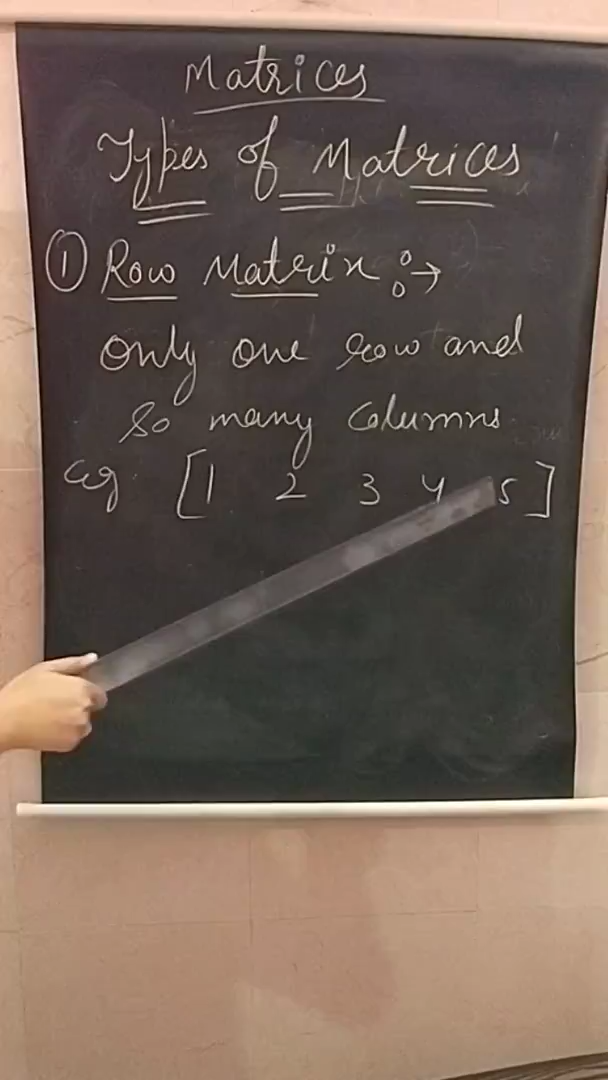 Matrices
Types of Matrices
① Row Matrix :→
Only one row and
so many columns.
eg. [1 2 3 4 5]